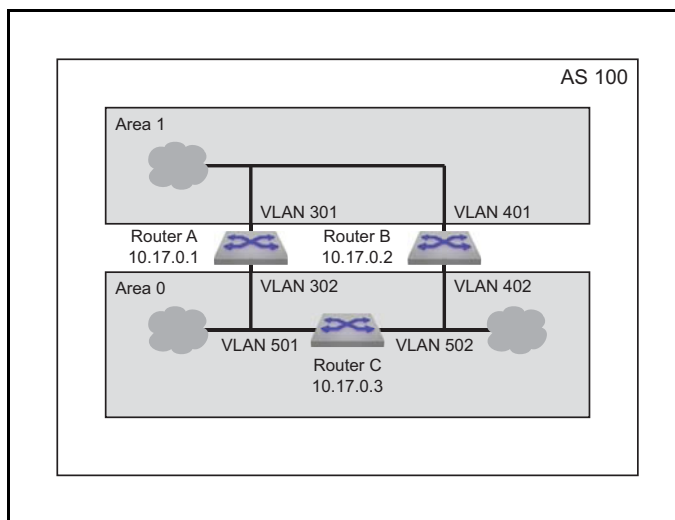 AS 100
Area 1
VLAN 301
VLAN 401
Router A
10.17.0.1
Router B
10.17.0.2
Area 0
VLAN 302
VLAN 402
VLAN 501
VLAN 502
Router C
10.17.0.3